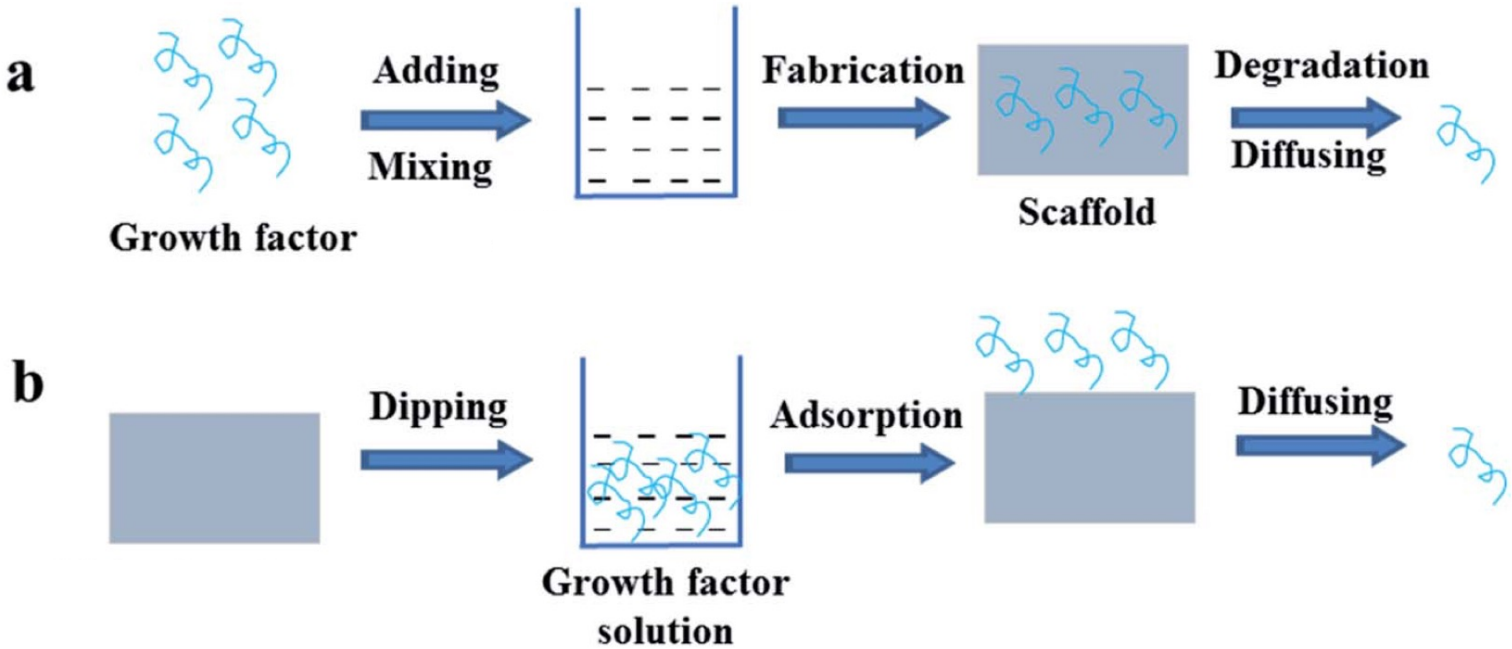 a
Adding
Mixing
Growth factor
Fabrication
Scaffold
Degradation
Diffusing
b
Dipping
Growth factor
solution
Adsorption
Diffusing